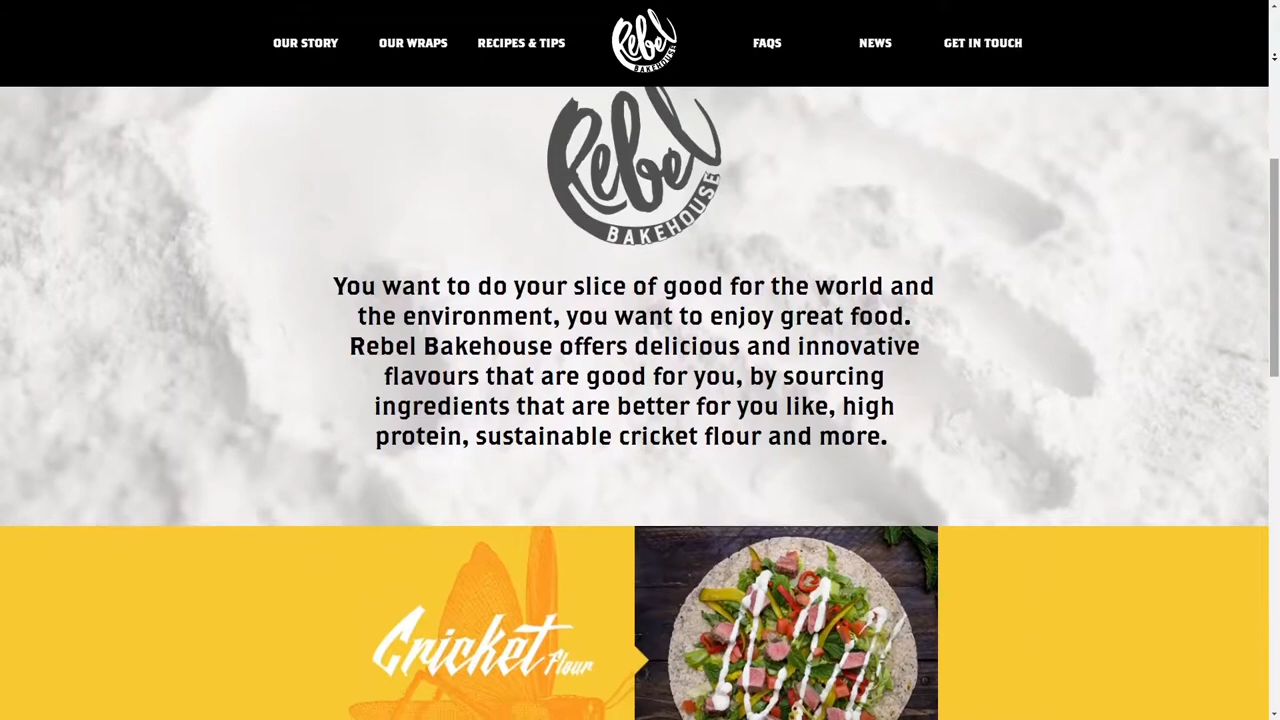 OUR STORY
OUR WRAPS
RECIPES & TIPS
Rebel
BAKEHOUSE
FAQS
NEWS
GET IN TOUCH
Rebel
BAKEHOUSE
You want to do your slice of good for the world and
the environment, you want to enjoy great food.
Rebel Bakehouse offers delicious and innovative
flavours that are good for you, by sourcing
ingredients that are better for you like, high
protein, sustainable cricket flour and more.
Cricket flour